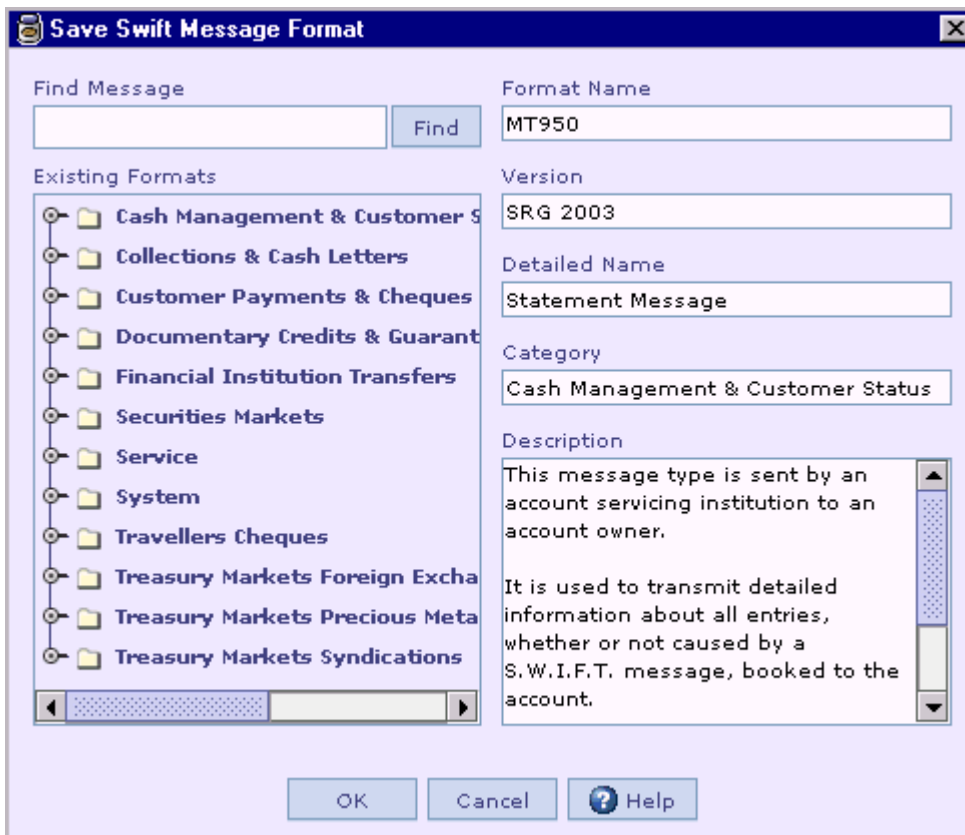 Save Swift Message Format
Find Message
Find
Existing Formats
Cash Management & Customer S
Collections & Cash Letters
Customer Payments & Cheques
Documentary Credits & Guarant
Financial Institution Transfers
Securities Markets
Service
System
Travellers Cheques
Treasury Markets Foreign Excha
Treasury Markets Precious Meta
Treasury Markets Syndications
Format Name
MT950
Version
SRG 2003
Detailed Name
Statement Message
Category
Cash Management & Customer Status
Description
This message type is sent by an
account servicing institution to an
account owner.
It is used to transmit detailed
information about all entries,
whether or not caused by a
S.W.I.F.T. message, booked to the
account.
OK
Cancel
? Help